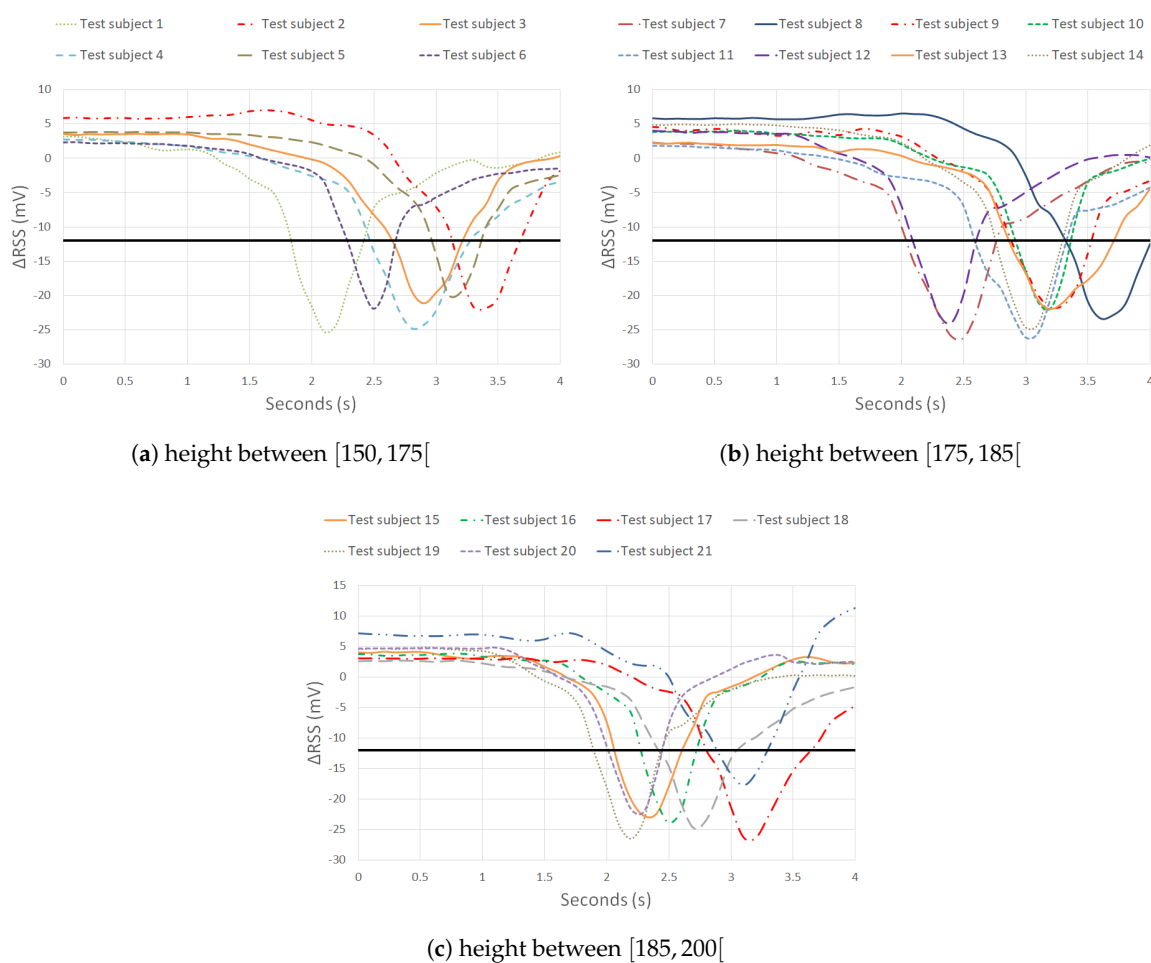 Test subject 1 Test subject 2 Test subject 3
Test subject 4 Test subject 5 Test subject 6
10
5
0
-5
-10
-15
-20
-25
-30
ΔRSS (mV)
0 0.5 1 1.5 2 2.5 3 3.5 4
Seconds (s)
(a) height between [150, 175[
Test subject 7 Test subject 8 Test subject 9 Test subject 10
Test subject 11 Test subject 12 Test subject 13 Test subject 14
10
5
0
-5
-10
-15
-20
-25
-30
ΔRSS (mV)
0 0.5 1 1.5 2 2.5 3 3.5 4
Seconds (s)
(b) height between [175, 185[
Test subject 15 Test subject 16 Test subject 17 Test subject 18
Test subject 19 Test subject 20 Test subject 21
15
10
5
0
-5
-10
-15
-20
-25
-30
ΔRSS (mV)
0 0.5 1 1.5 2 2.5 3 3.5 4
Seconds (s)
(c) height between [185, 200[